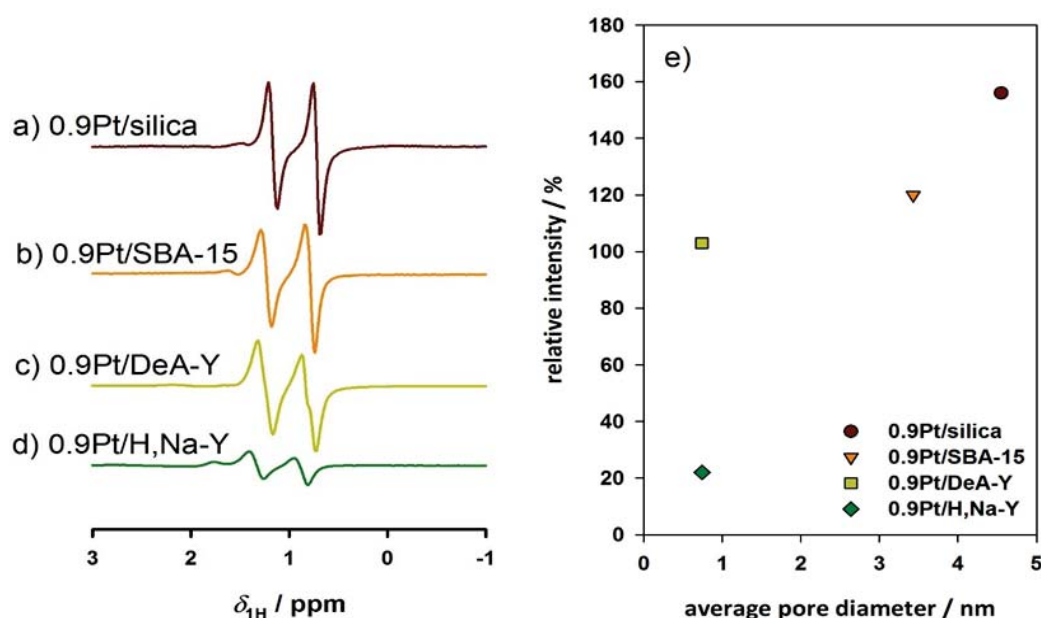 a) 0.9Pt/silica
b) 0.9Pt/SBA-15
c) 0.9Pt/DeA-Y
d) 0.9Pt/H,Na-Y
3 2 1 0 -1
δ1H / ppm
e)
relative intensity / %
180
160
140
120
100
80
60
40
20
0
0.9Pt/silica
0.9Pt/SBA-15
0.9Pt/DeA-Y
0.9Pt/H,Na-Y
0 1 2 3 4 5
average pore diameter / nm